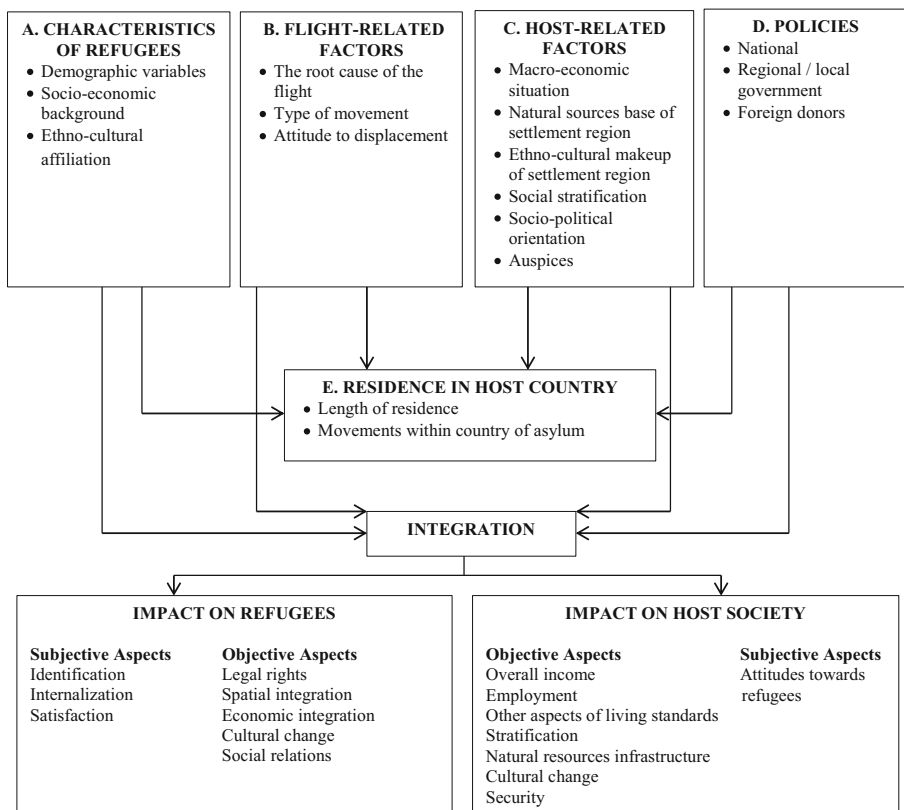 A. CHARACTERISTICS
OF REFUGEES
• Demographic variables
• Socio-economic
background
• Ethno-cultural
affiliation
B. FLIGHT-RELATED
FACTORS
• The root cause of the
flight
• Type of movement
• Attitude to displacement
C. HOST-RELATED
FACTORS
• Macro-economic
situation
• Natural sources base of
settlement region
• Ethno-cultural makeup
of settlement region
• Social stratification
• Socio-political
orientation
• Auspices
D. POLICIES
• National
• Regional / local
government
• Foreign donors
E. RESIDENCE IN HOST COUNTRY
• Length of residence
• Movements within country of asylum
INTEGRATION
IMPACT ON REFUGEES
Subjective Aspects
Identification
Internalization
Satisfaction
Objective Aspects
Legal rights
Spatial integration
Economic integration
Cultural change
Social relations
IMPACT ON HOST SOCIETY
Objective Aspects
Overall income
Employment
Other aspects of living standards
Stratification
Natural resources infrastructure
Cultural change
Security
Subjective Aspects
Attitudes towards
refugees